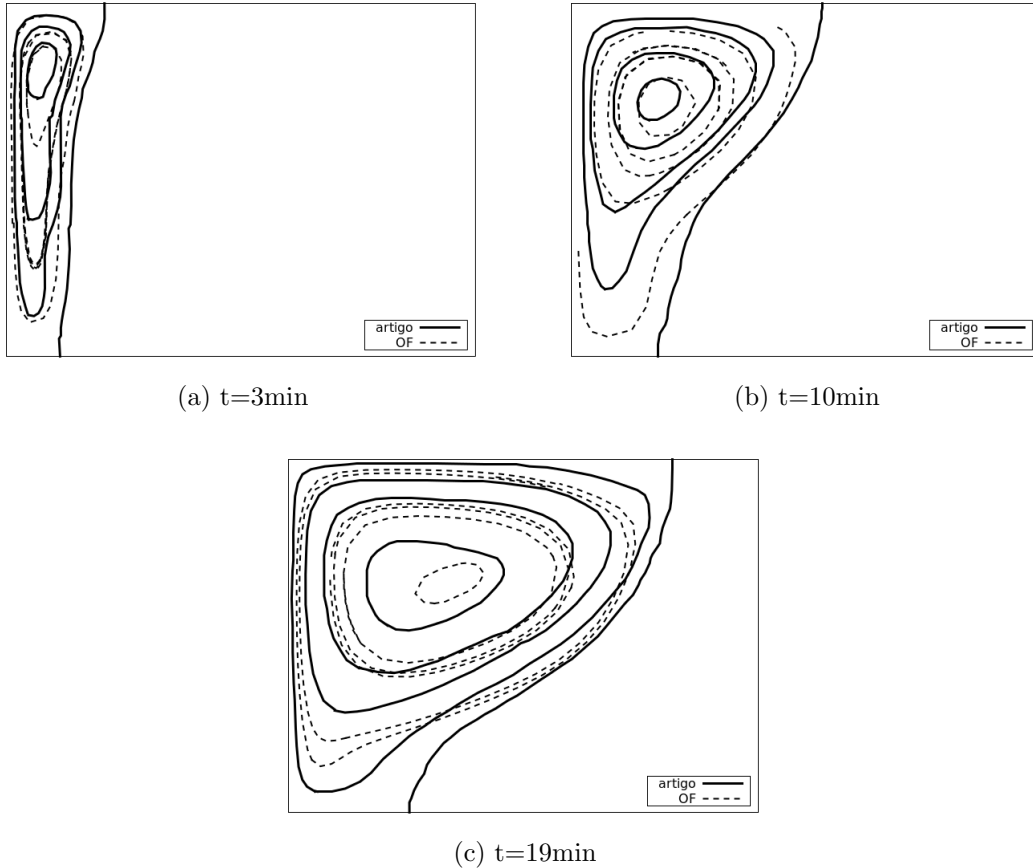 artigo
OF
artigo
OF
(a) t=3min
(b) t=10min
artigo
OF
(c) t=19min